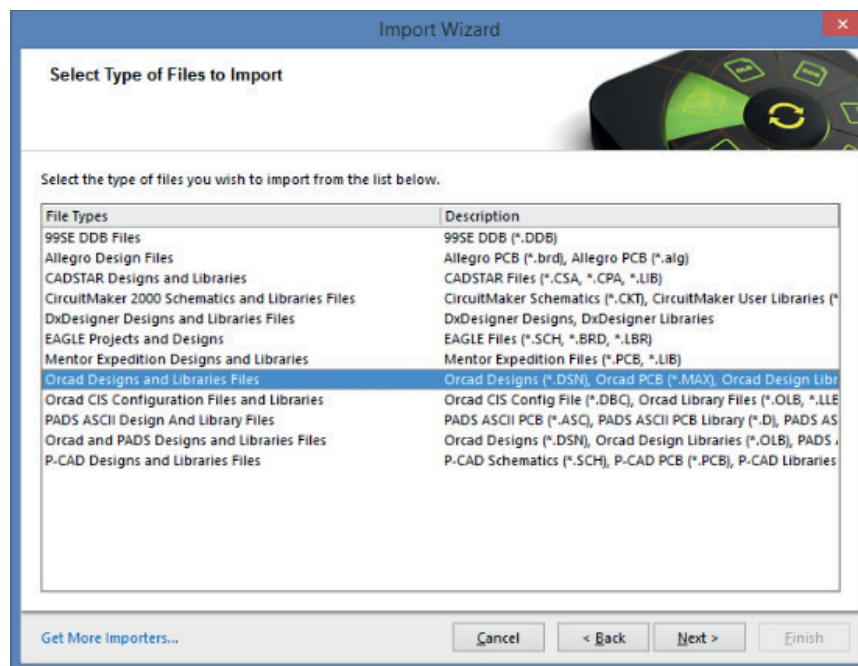 Import Wizard
Select Type of Files to Import
Select the type of files you wish to import from the list below.
File Types Description
99SE DDB Files 99SE DDB (*.DDB)
Allegro Design Files Allegro PCB (*.brd), Allegro PCB (*.alg)
CADSTAR Designs and Libraries CADSTAR Files (*.CSA, *.CPA, *.LIB)
CircuitMaker 2000 Schematics and Libraries Files CircuitMaker Schematics (*.CKT), CircuitMaker User Libraries (*
DxDesigner Designs and Libraries Files DxDesigner Designs, DxDesigner Libraries
EAGLE Projects and Designs EAGLE Files (*.SCH, *.BRD, *.LBR)
Mentor Expedition Designs and Libraries Mentor Expedition Files (*.PCB, *.LIB)
Orcad Designs and Libraries Files Orcad Designs (*.DSN), Orcad PCB (*.MAX), Orcad Design Libr
Orcad CIS Configuration Files and Libraries Orcad CIS Config File (*.DBC), Orcad Library Files (*.OLB, *.LLE
PADS ASCII Design And Library Files PADS ASCII PCB (*.ASC), PADS ASCII PCB Library (*.D), PADS AS
Orcad and PADS Designs and Libraries Files Orcad Designs (*.DSN), Orcad Design Libraries (*.OLB), PADS
P-CAD Designs and Libraries Files P-CAD Schematics (*.SCH), P-CAD PCB (*.PCB), P-CAD Libraries
Get More Importers... Cancel < Back Next > Finish